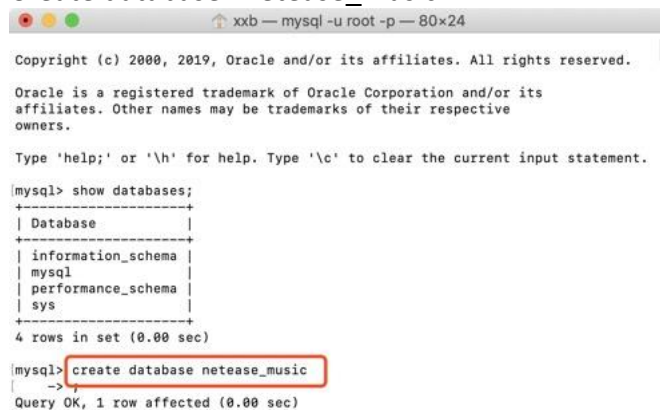 xxb — mysql -u root -p — 80×24
Copyright (c) 2000, 2019, Oracle and/or its affiliates. All rights reserved.
Oracle is a registered trademark of Oracle Corporation and/or its
affiliates. Other names may be trademarks of their respective
owners.
Type 'help;' or '\h' for help. Type '\c' to clear the current input statement.
[mysql> show databases;
+--------------------+
| Database           |
+--------------------+
| information_schema |
| mysql              |
| performance_schema |
| sys                |
+--------------------+
4 rows in set (0.00 sec)
[mysql> create database netease_music
[    -> ;
Query OK, 1 row affected (0.00 sec)